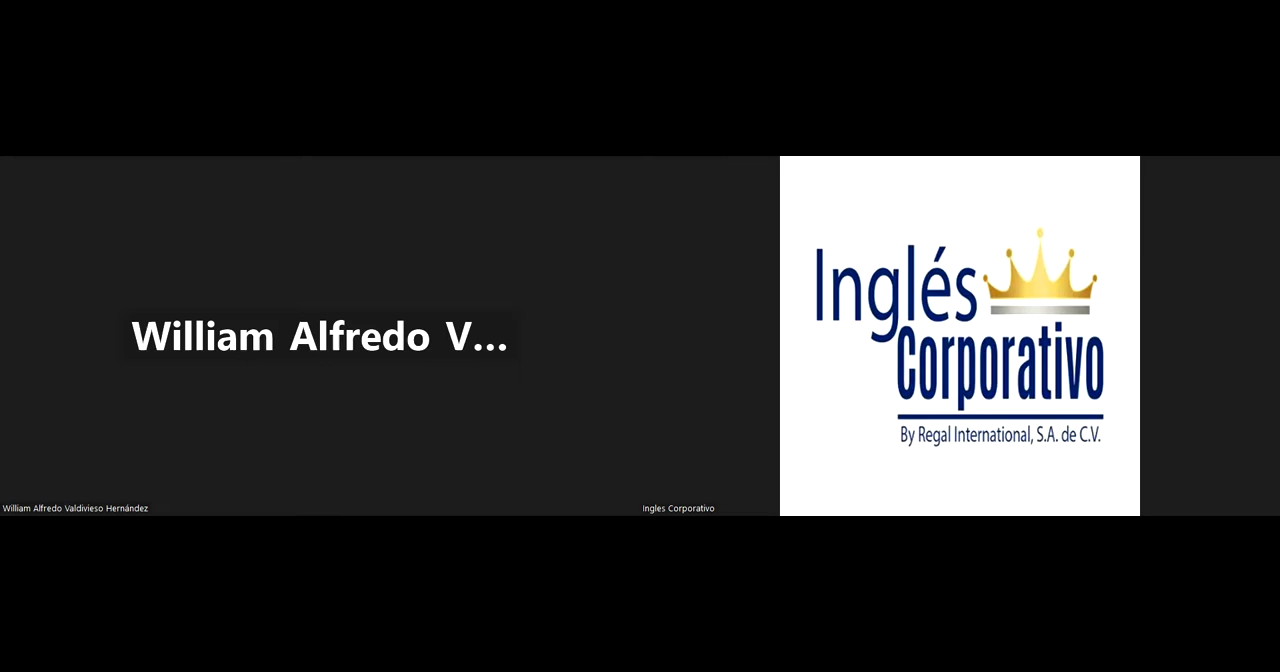 William Alfredo V...
William Alfredo Valdivieso Hernández
Inglés
Corporativo
By Regal International, S.A. de C.V.
Ingles Corporativo